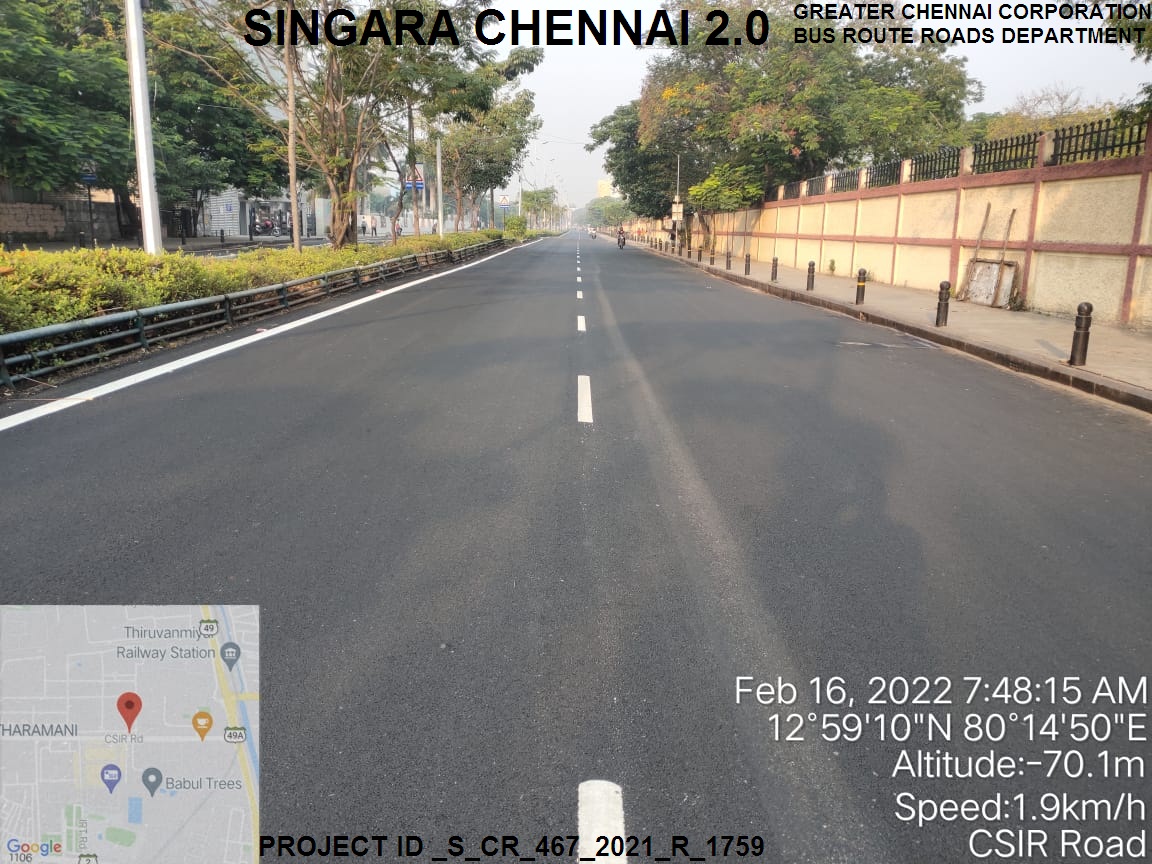 SINGARA CHENNAI 2.0
GREATER CHENNAI CORPORATION
BUS ROUTE ROADS DEPARTMENT
49
Thiruvanmiyur
Railway Station
THARAMANI
CSIR Rd
49A
Babul Trees
Google
1106
2
Feb 16, 2022 7:48:15 AM
12°59'10"N 80°14'50"E
Altitude:-70.1m
Speed:1.9km/h
CSIR Road
PROJECT ID _S_CR_467_2021_R_1759